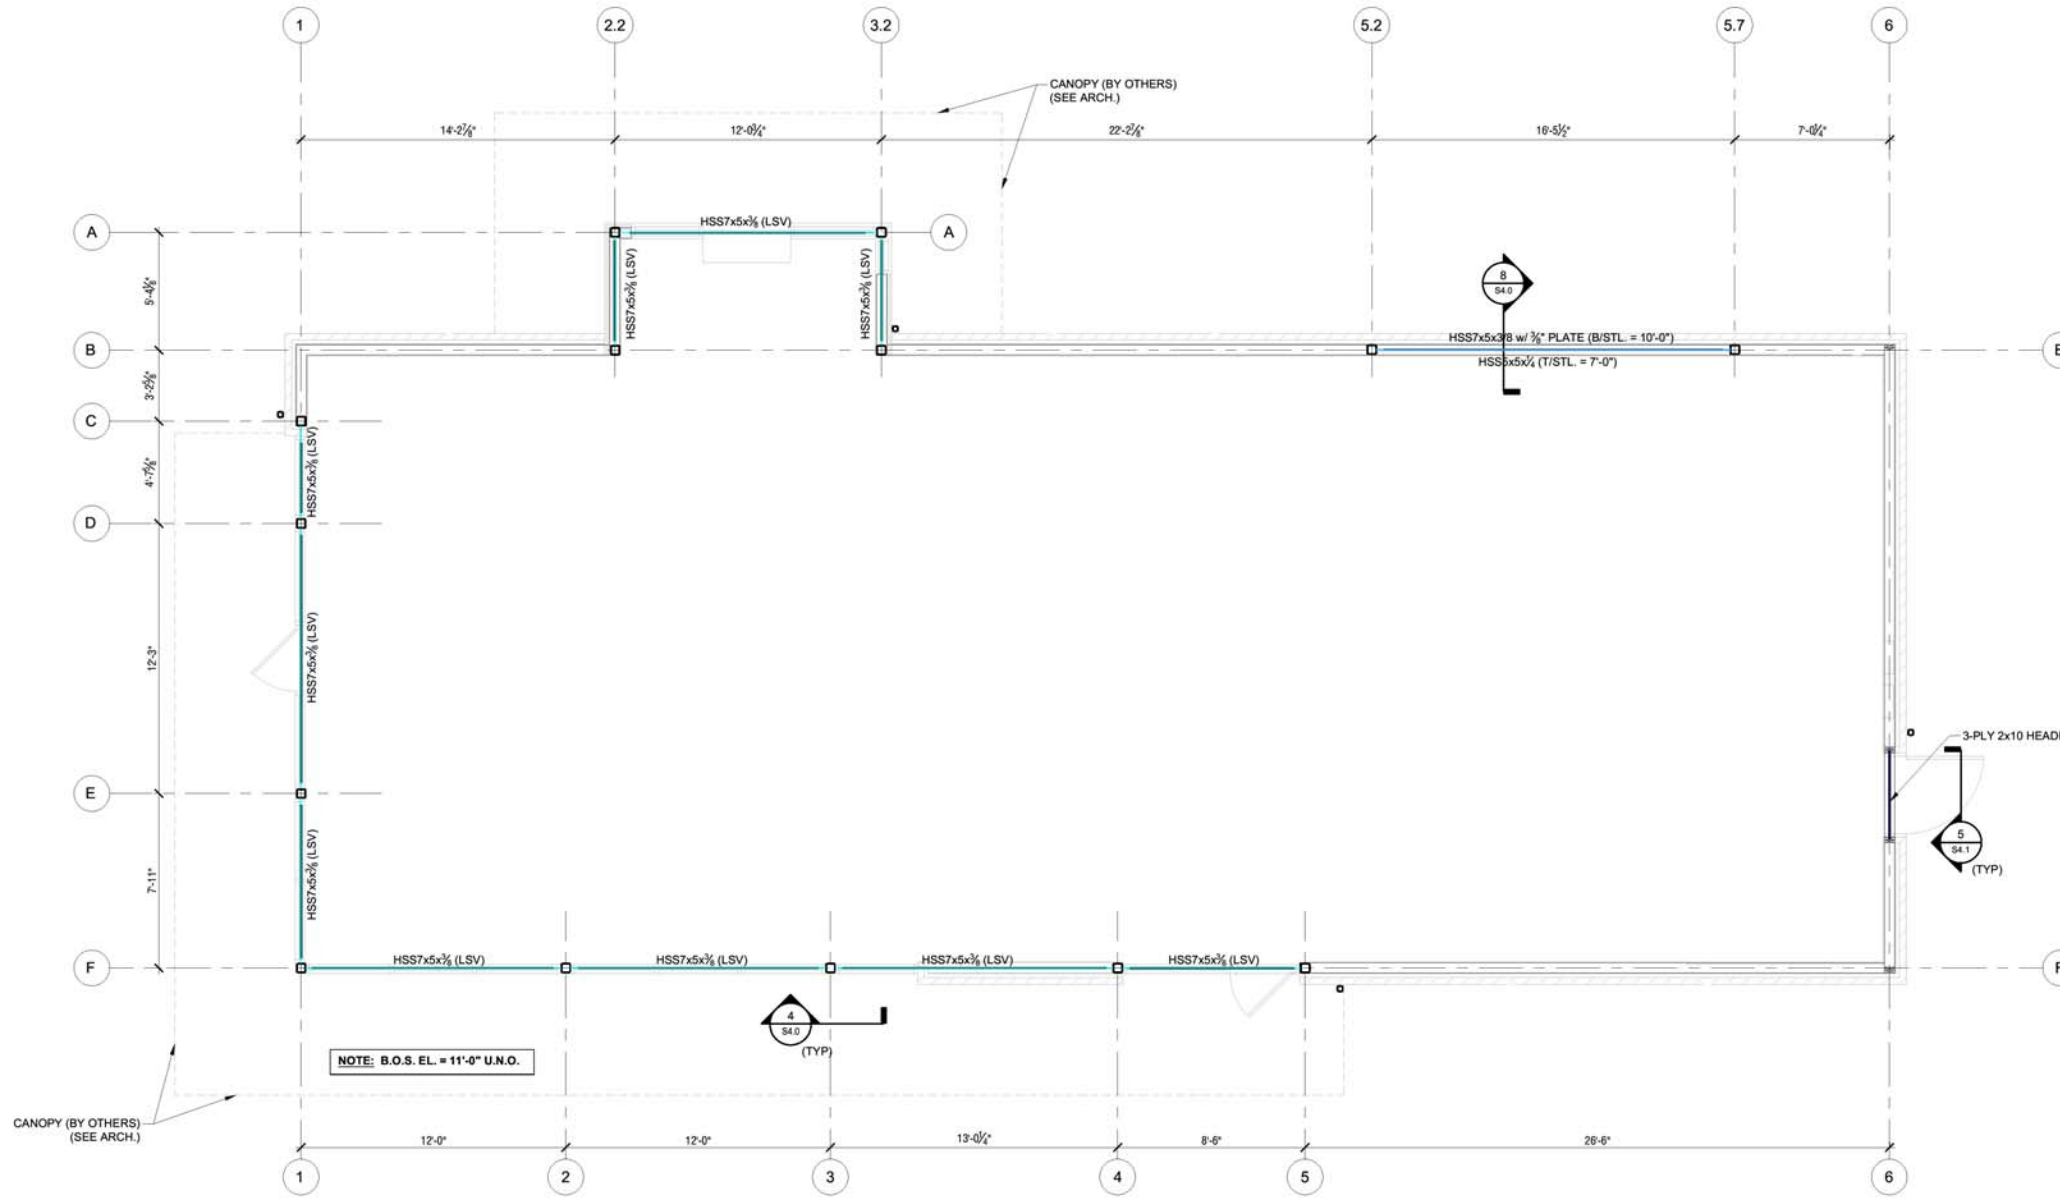 1 2.2 3.2 5.2 5.7 6
CANOPY (BY OTHERS)
(SEE ARCH.)
14'-2⅞" 12'-0¾" 22'-2⅞" 16'-5½" 7'-0¼"
A
HSS7x5x⅜ (LSV)
A
HSS7x5x⅜ (LSV)
HSS7x5x⅜ (LSV)
5'-4⅛"
8
S4.0
HSS7x5x3/8 w/ ⅜" PLATE (B/STL. = 10'-0")
B
HSS5x5x¼ (T/STL. = 7'-0")
3'-2⅝"
C
HSS7x5x⅜ (LSV)
4'-7⅝"
D
12'-3"
HSS7x5x⅜ (LSV)
3-PLY 2x10
E
5
S4.1
(TYP)
7'-11"
HSS7x5x⅜ (LSV)
F
HSS7x5x⅜ (LSV) HSS7x5x⅜ (LSV) HSS7x5x⅜ (LSV) HSS7x5x⅜ (LSV)
4
S4.0
(TYP)
NOTE: B.O.S. EL. = 11'-0" U.N.O.
CANOPY (BY OTHERS)
(SEE ARCH.)
12'-0" 12'-0" 13'-0¼" 8'-6" 26'-6"
1 2 3 4 5 6